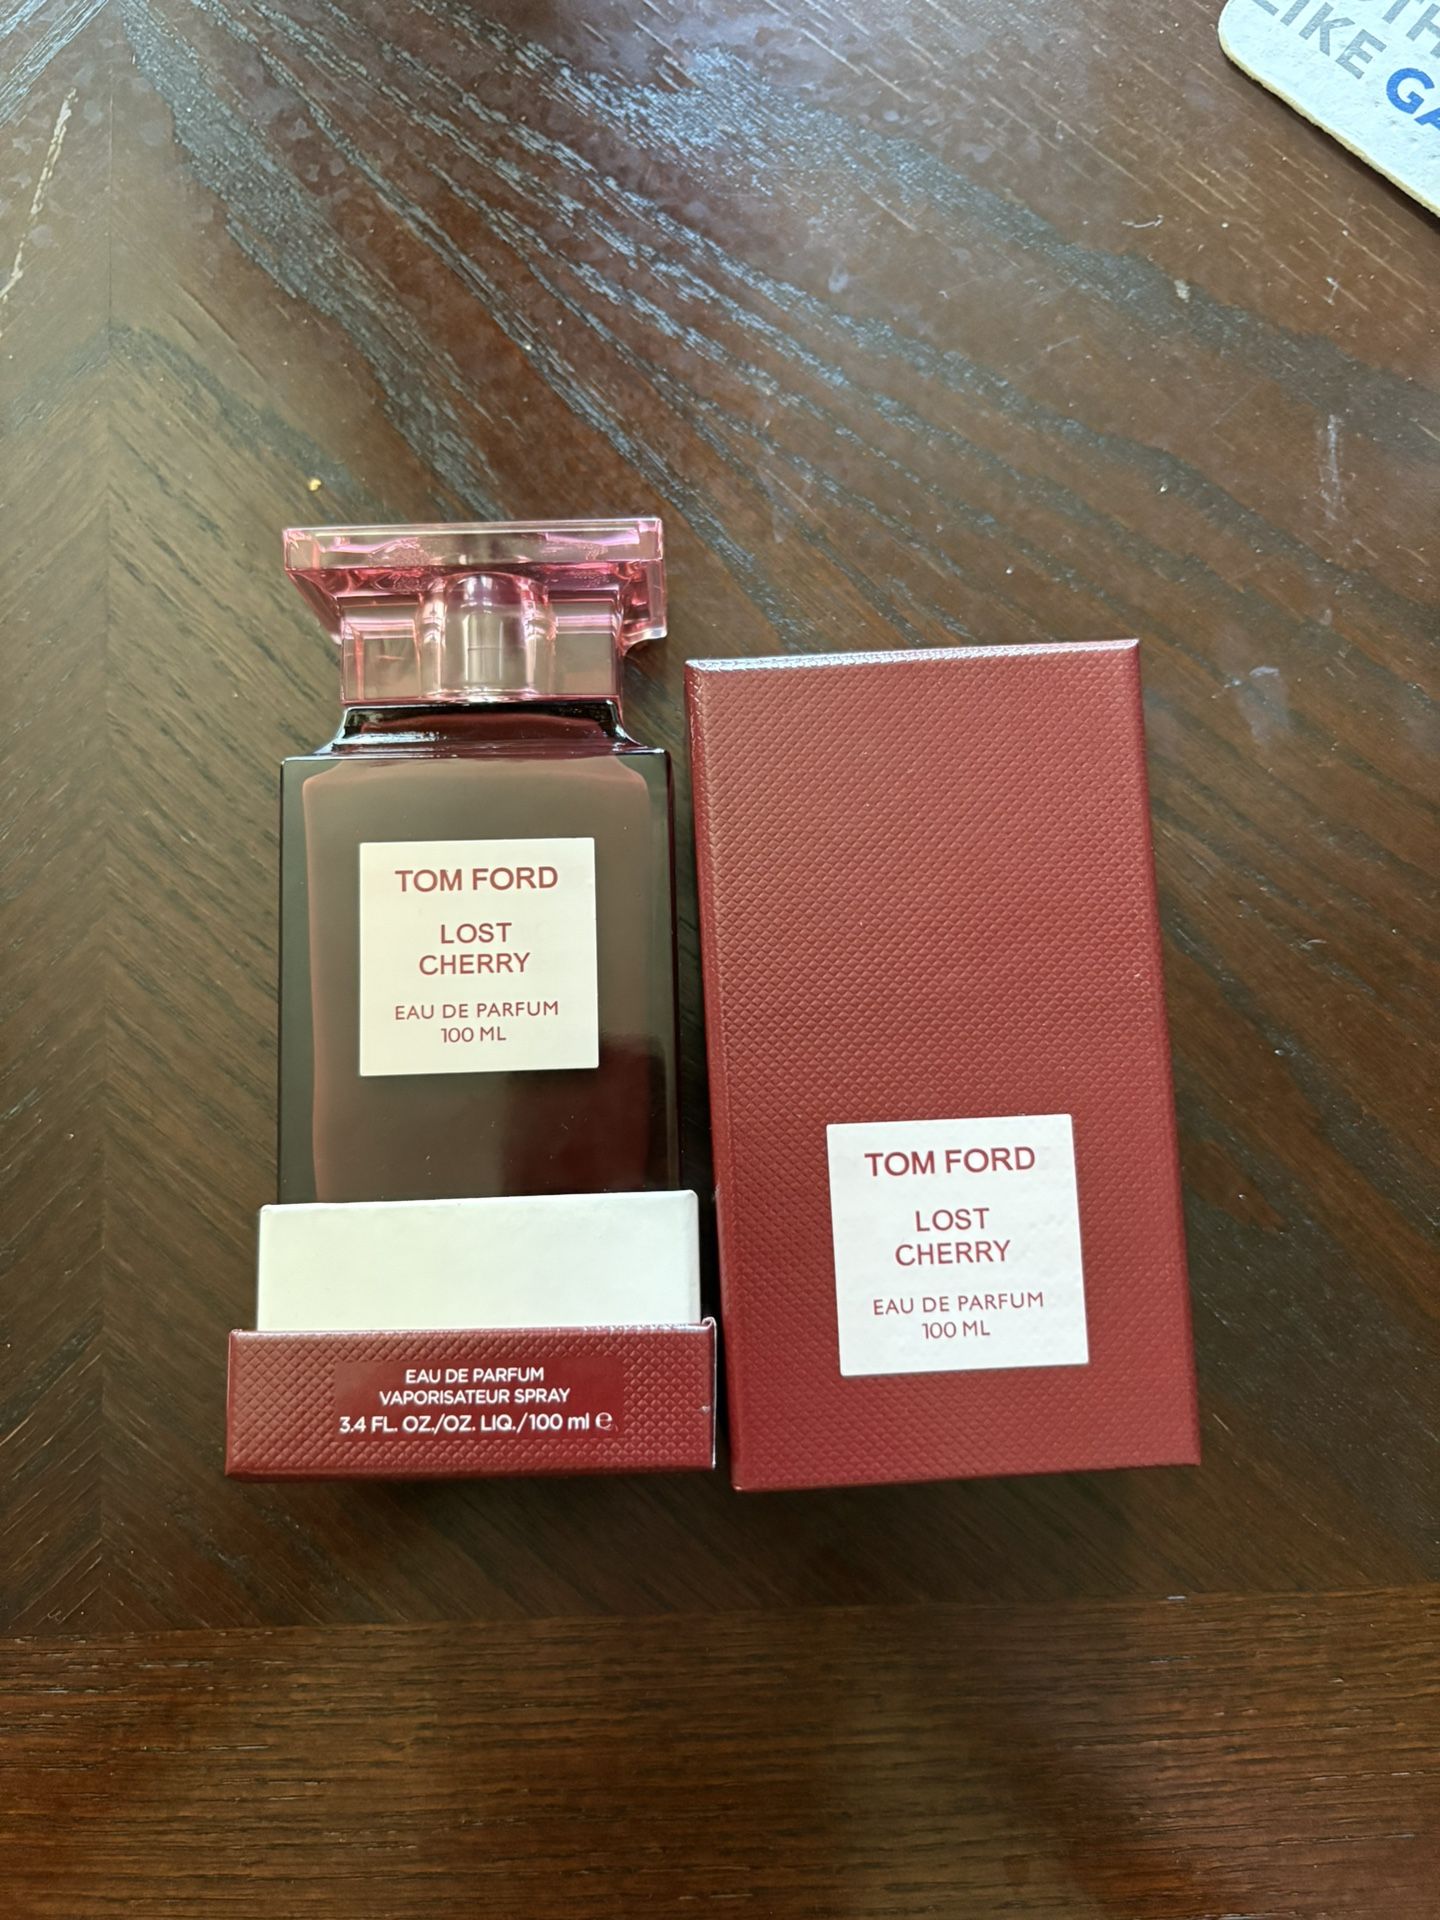 LIKE
TOM FORD
LOST
CHERRY
EAU DE PARFUM
100 ML
EAU DE PARFUM
VAPORISATEUR SPRAY
3.4 FL. OZ./OZ. LIQ./100 ml ℮
TOM FORD
LOST
CHERRY
EAU DE PARFUM
100 ML